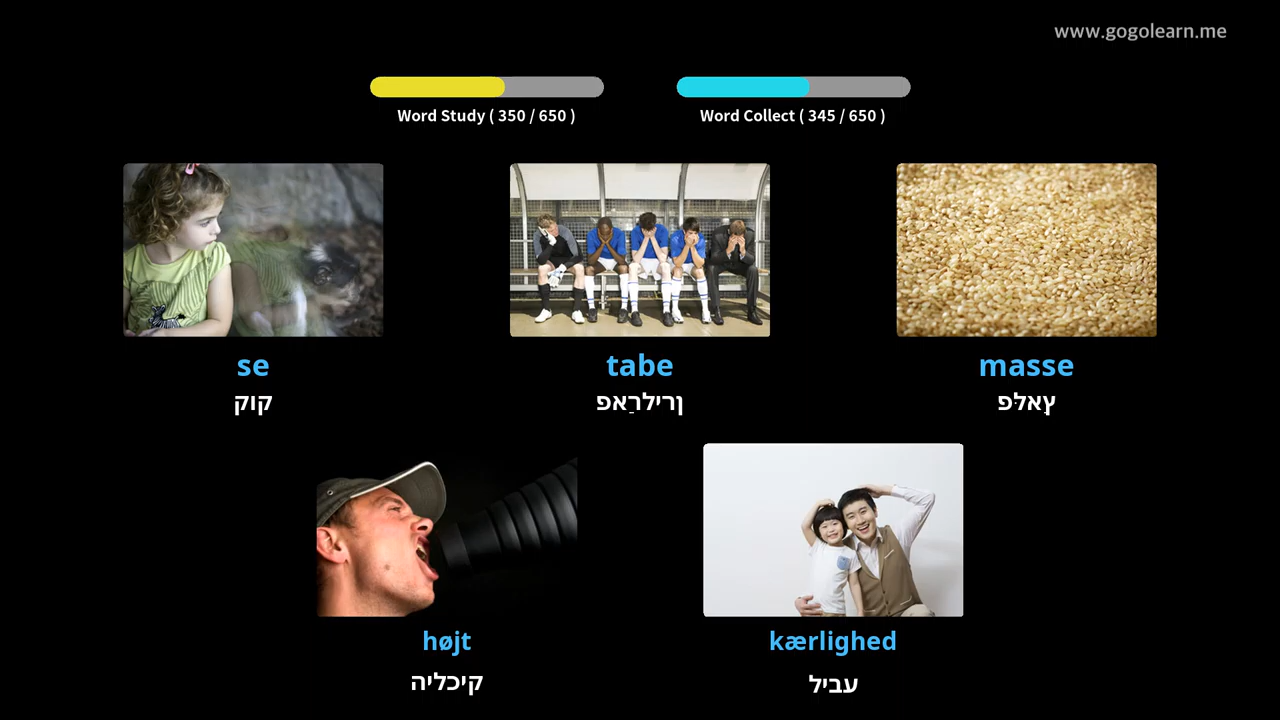 www.gogolearn.me
Word Study ( 350 / 650 )
Word Collect ( 345 / 650 )
se
tabe
masse
קוק
ןרילרַאפ
ץִאלּפ
højt
kærlighed
קיכליה
עביל